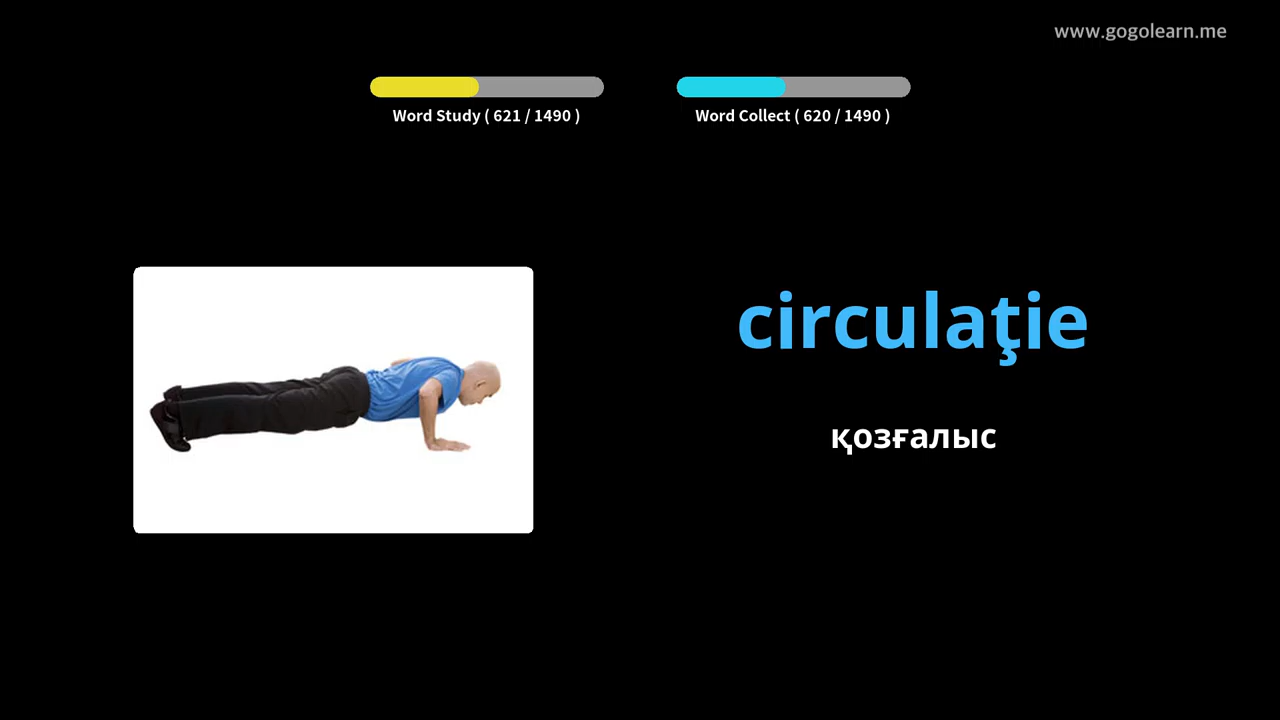 www.gogolearn.me
Word Study ( 621 / 1490 )
Word Collect ( 620 / 1490 )
circulaţie
қозғалыс